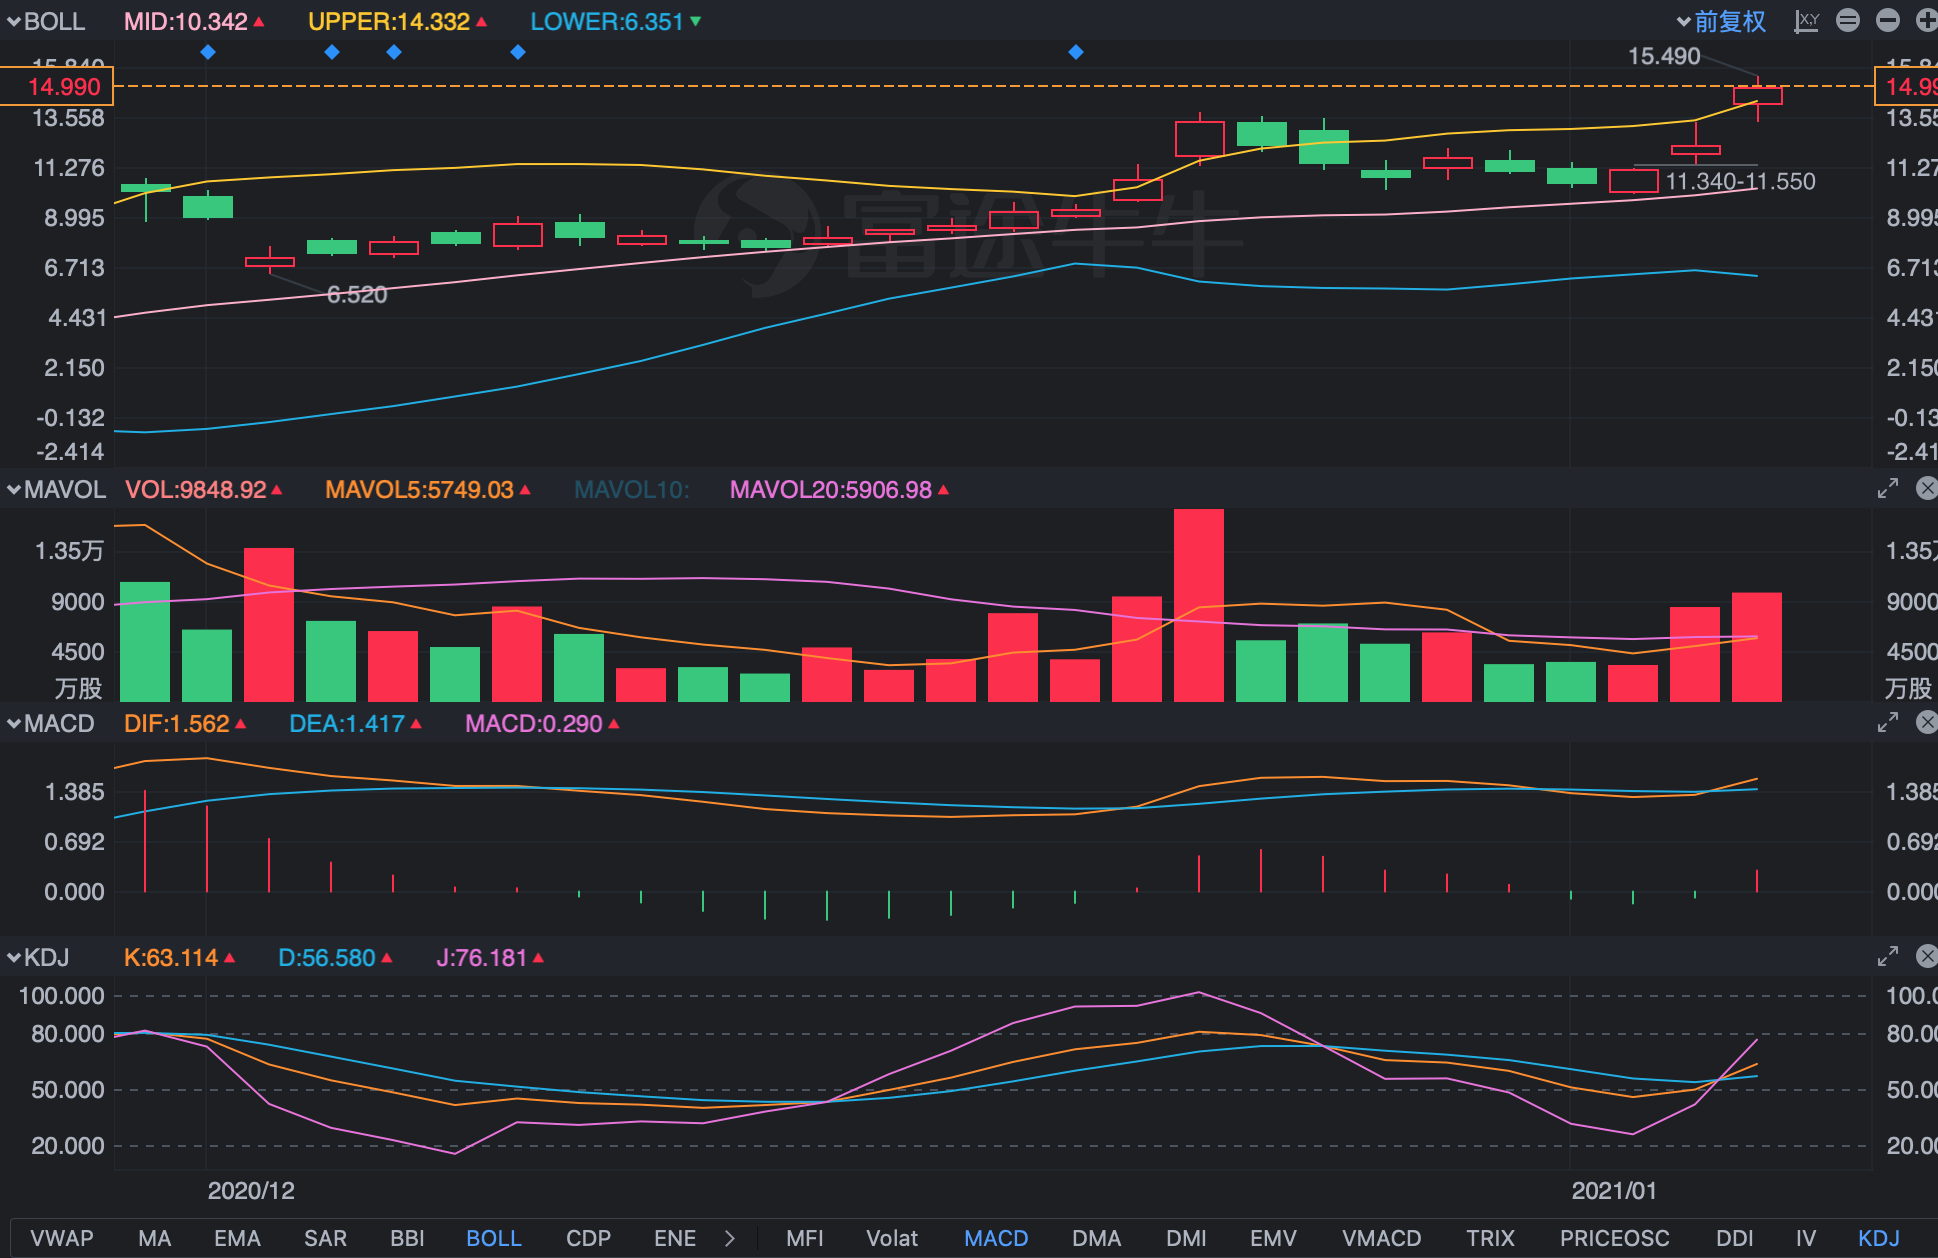 BOLL MID:10.342 UPPER:14.332 LOWER:6.351 前复权 X,Y
15.490
15.840
14.990 14.99
13.558 13.55
11.276 11.27
11.340-11.550
8.995 8.995
富途牛牛
6.713 6.713
6.520
4.431 4.431
2.150 2.150
-0.132 -0.13
-2.414 -2.41
MAVOL VOL:9848.92 MAVOL5:5749.03 MAVOL10: MAVOL20:5906.98
1.35万 1.35万
9000 9000
4500 4500
万股 万股
MACD DIF:1.562 DEA:1.417 MACD:0.290
1.385 1.385
0.692 0.692
0.000 0.000
KDJ K:63.114 D:56.580 J:76.181
100.000 100.0
80.000 80.00
50.000 50.00
20.000 20.00
2020/12 2021/01
VWAP MA EMA SAR BBI BOLL CDP ENE MFI Volat MACD DMA DMI EMV VMACD TRIX PRICEOSC DDI IV KDJ